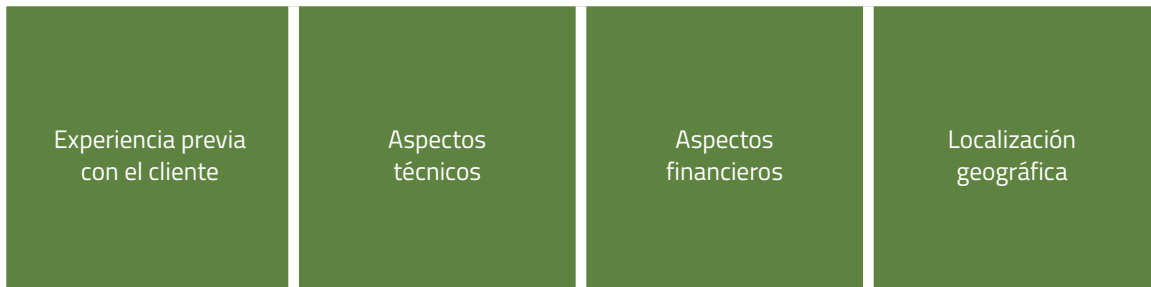 Experiencia previa
con el cliente
Aspectos
técnicos
Aspectos
financieros
Localización
geográfica